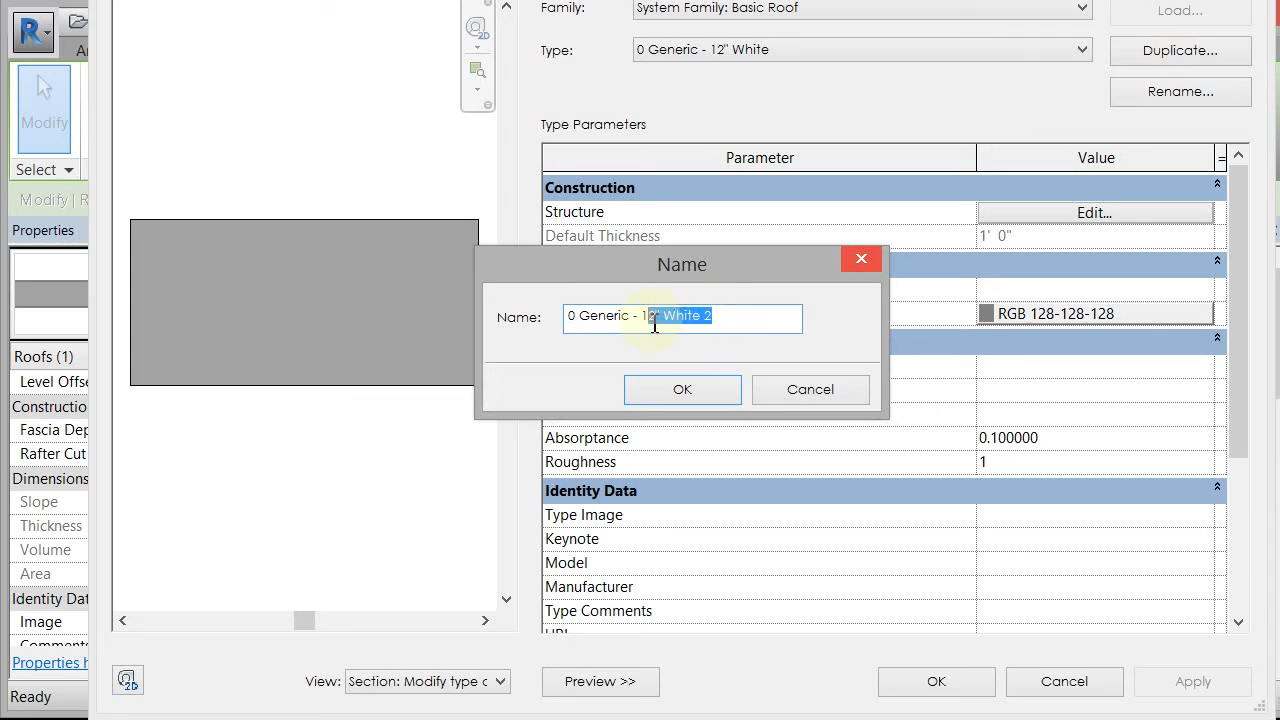 Family:
System Family: Basic Roof
Load...
Type:
0 Generic - 12" White
Duplicate...
Rename...
Modify
Select
Modify | R
Properties
Type Parameters
Parameter
Value
=
Construction
Structure
Edit...
Default Thickness
1' 0"
RGB 128-128-128
Name
Name:
0 Generic - 12" White 2
OK
Cancel
Absorptance
0.100000
Roughness
1
Identity Data
Type Image
Keynote
Model
Manufacturer
Type Comments
Roofs (1)
Level Offse
Constructio
Fascia Dep
Rafter Cut
Dimensions
Slope
Thickness
Volume
Area
Identity Dat
Image
Properties h
Ready
2D
2D
View:
Section: Modify type c
Preview >>
OK
Cancel
Apply